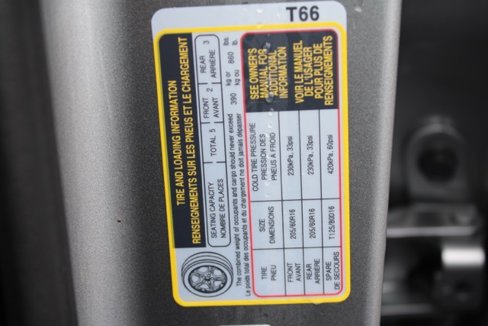 T66
TIRE AND LOADING INFORMATION
RENSEIGNEMENTS SUR LES PNEUS ET LE CHARGEMENT
SEATING CAPACITY TOTAL 5 FRONT 2 REAR 3
NOMBRE DE PLACES AVANT ARRIÈRE
The combined weight of occupants and cargo should never exceed 390 kg or 860 lbs.
Le poids total des occupants et du chargement ne doit jamais dépasser kg ou lb.
TIRE SIZE COLD TIRE PRESSURE SEE OWNER'S
PNEU DIMENSIONS PRESSION DES MANUAL FOR
PNEUS À FROID ADDITIONAL
INFORMATION
FRONT 205/60R16 230kPa, 33psi
AVANT
REAR 205/60R16 230kPa, 33psi
ARRIÈRE
SPARE T125/80D16 420kPa, 60psi
DE SECOURS
VOIR LE MANUEL
DE L'USAGER
POUR PLUS DE
RENSEIGNEMENTS